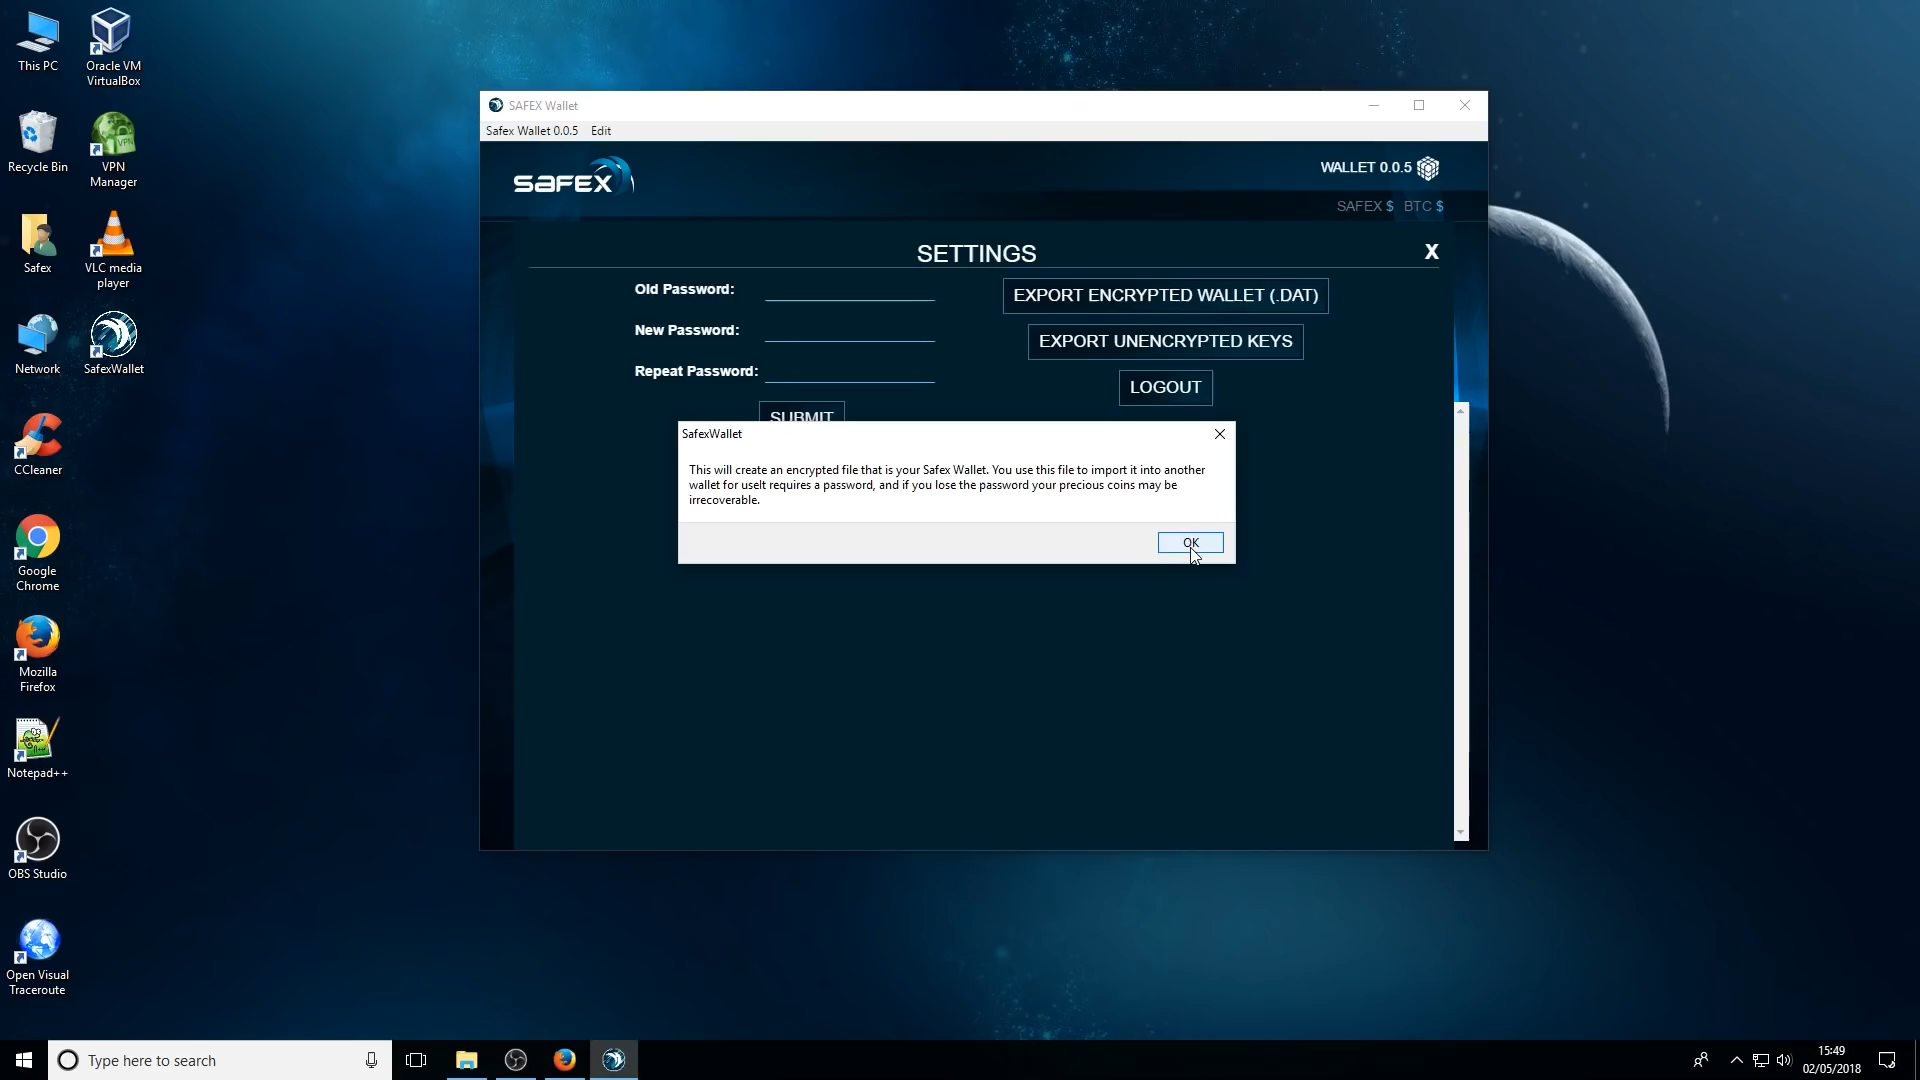 This PC
Oracle VM
VirtualBox
Recycle Bin
VPN
VPN
Manager
Safex
VLC media
player
Network
SafexWallet
CCleaner
Google
Chrome
Mozilla
Firefox
Notepad++
OBS Studio
Open Visual
Traceroute
SAFEX Wallet
Safex Wallet 0.0.5 Edit
SAFEX
WALLET 0.0.5
SAFEX $ BTC $
SETTINGS
X
Old Password:
New Password:
Repeat Password:
SUBMIT
EXPORT ENCRYPTED WALLET (.DAT)
EXPORT UNENCRYPTED KEYS
LOGOUT
SafexWallet
This will create an encrypted file that is your Safex Wallet. You use this file to import it into another
wallet for useIt requires a password, and if you lose the password your precious coins may be
irrecoverable.
OK
Type here to search
15:49
02/05/2018